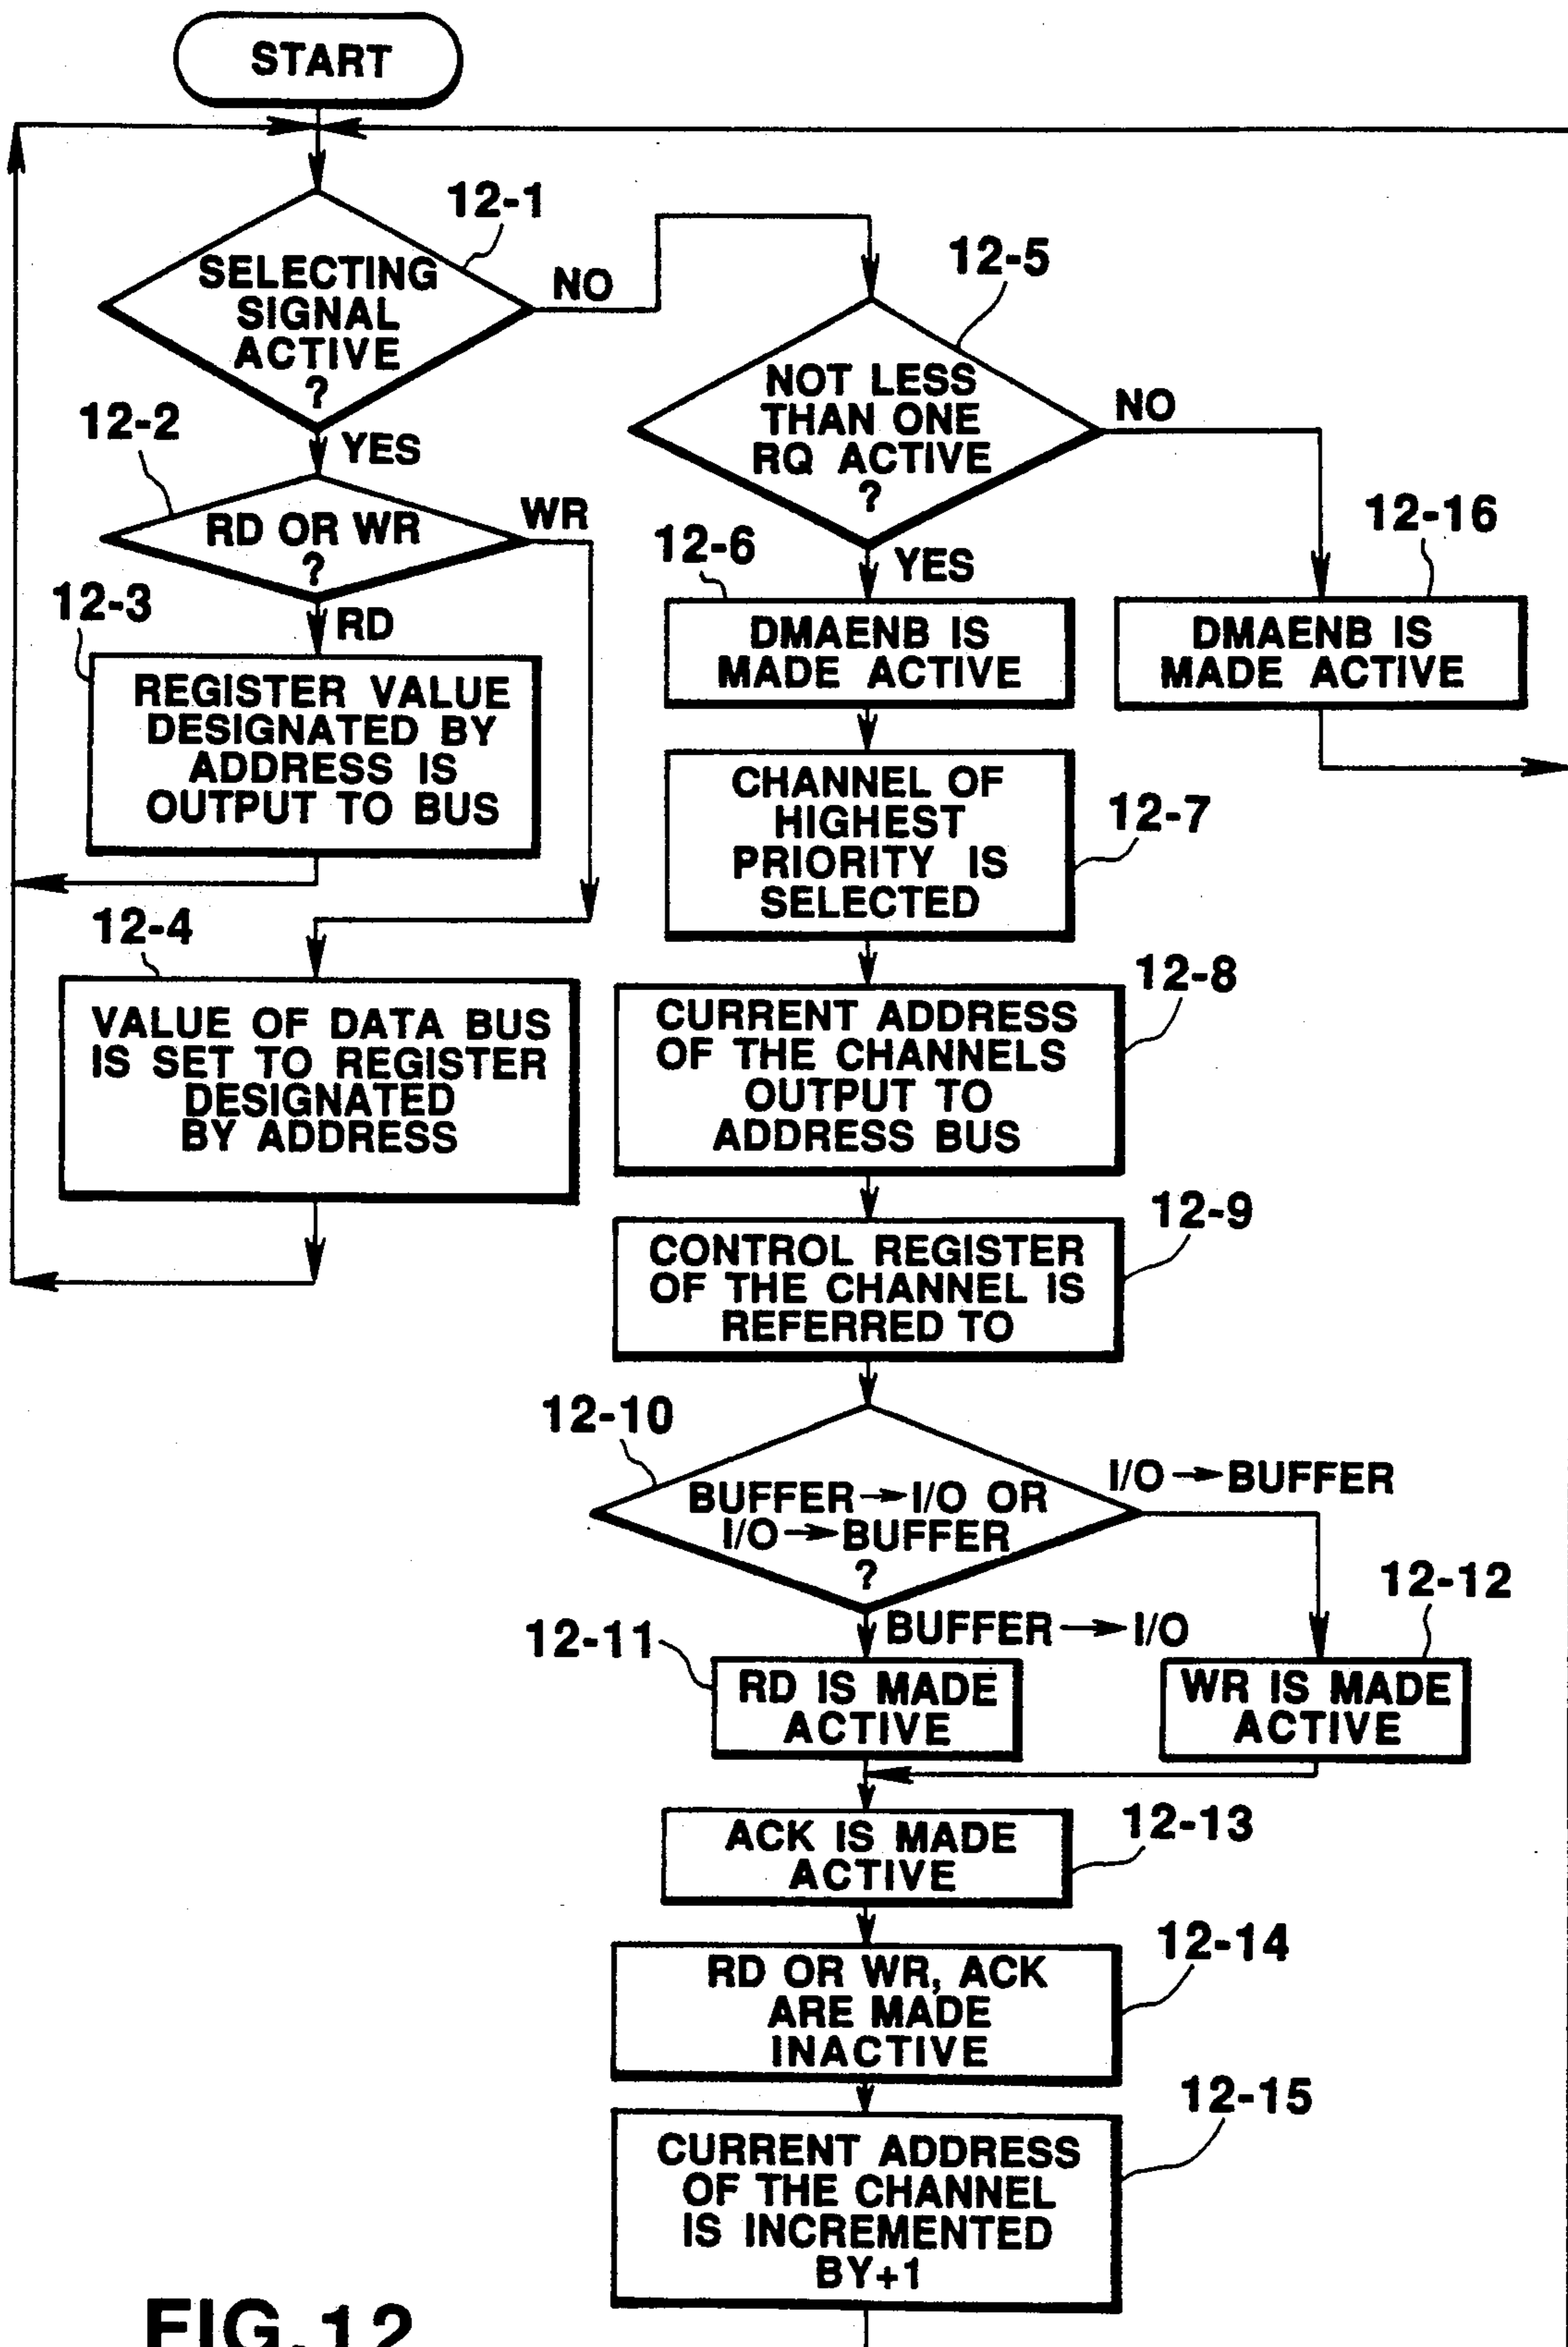 START
12-1
SELECTING
SIGNAL
ACTIVE
?
NO
YES
12-2
RD OR WR
?
WR
RD
12-3
REGISTER VALUE
DESIGNATED BY
ADDRESS IS
OUTPUT TO BUS
12-4
VALUE OF DATA BUS
IS SET TO REGISTER
DESIGNATED
BY ADDRESS
12-5
NOT LESS
THAN ONE
RQ ACTIVE
?
NO
YES
12-6
DMAENB IS
MADE ACTIVE
12-16
DMAENB IS
MADE ACTIVE
12-7
CHANNEL OF
HIGHEST
PRIORITY IS
SELECTED
12-8
CURRENT ADDRESS
OF THE CHANNELS
OUTPUT TO
ADDRESS BUS
12-9
CONTROL REGISTER
OF THE CHANNEL IS
REFERRED TO
12-10
BUFFER→I/O OR
I/O→BUFFER
?
I/O→BUFFER
BUFFER→I/O
12-11
RD IS MADE
ACTIVE
12-12
WR IS MADE
ACTIVE
12-13
ACK IS MADE
ACTIVE
12-14
RD OR WR, ACK
ARE MADE
INACTIVE
12-15
CURRENT ADDRESS
OF THE CHANNEL
IS INCREMENTED
BY+1
FIG.12